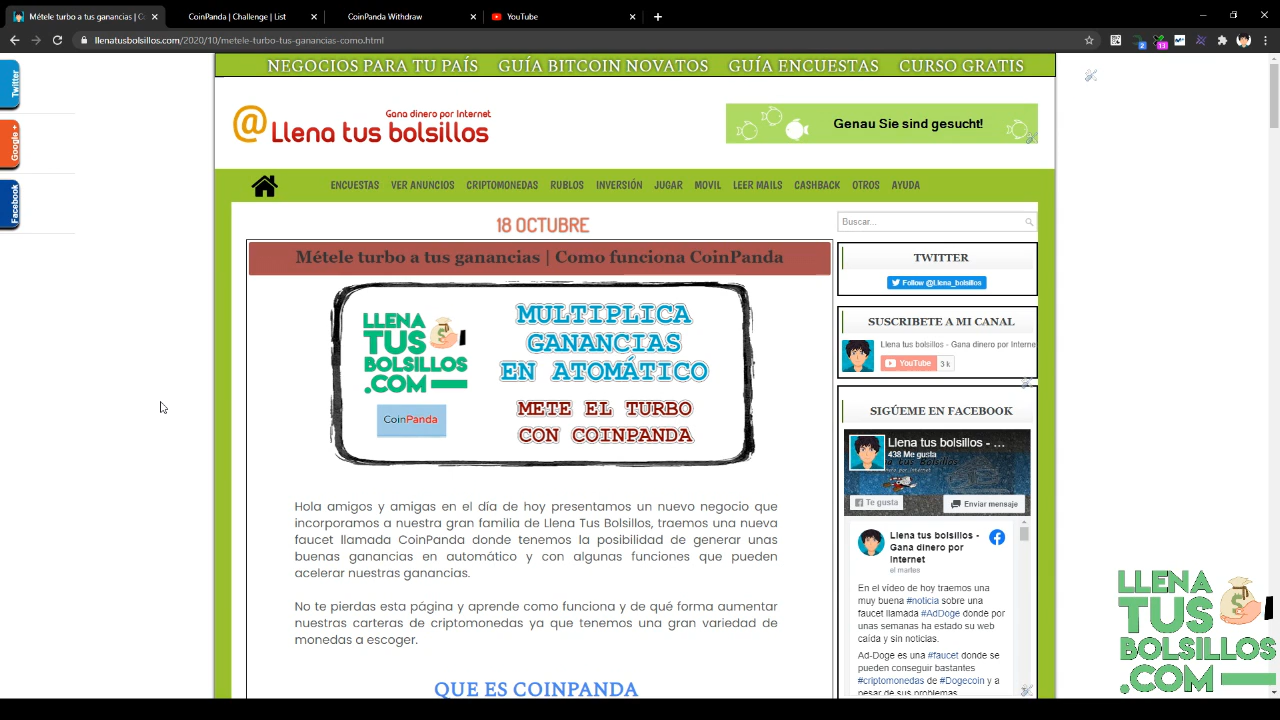 Métele turbo a tus ganancias | Co
CoinPanda | Challenge | List
CoinPanda Withdraw
YouTube
llenatusbolsillos.com/2020/10/metele-turbo-tus-ganancias-como.html
2
13
NEGOCIOS PARA TU PAÍS GUÍA BITCOIN NOVATOS GUÍA ENCUESTAS CURSO GRATIS
Twitter
Google +
Facebook
@ Gana dinero por Internet
Llena tus bolsillos
Genau Sie sind gesucht!
ENCUESTAS VER ANUNCIOS CRIPTOMONEDAS RUBLOS INVERSIÓN JUGAR MOVIL LEER MAILS CASHBACK OTROS AYUDA
18 OCTUBRE
Métele turbo a tus ganancias | Como funciona CoinPanda
LLENA
TUS
BOLSILLOS
.COM
CoinPanda
MULTIPLICA
GANANCIAS
EN ATOMÁTICO
METE EL TURBO
CON COINPANDA
Hola amigos y amigas en el día de hoy presentamos un nuevo negocio que
incorporamos a nuestra gran familia de Llena Tus Bolsillos, traemos una nueva
faucet llamada CoinPanda donde tenemos la posibilidad de generar unas
buenas ganancias en automático y con algunas funciones que pueden
acelerar nuestras ganancias.
No te pierdas esta página y aprende como funciona y de qué forma aumentar
nuestras carteras de criptomonedas ya que tenemos una gran variedad de
monedas a escoger.
QUE ES COINPANDA
Buscar...
TWITTER
Follow @Llena_bolsillos
SUSCRIBETE A MI CANAL
Llena tus bolsillos - Gana dinero por Interne
YouTube 3 k
SIGÚEME EN FACEBOOK
Llena tus bolsillos - ...
438 Me gusta
Te gusta
Enviar mensaje
Llena tus bolsillos -
Gana dinero por
Internet
el martes
En el vídeo de hoy traemos una
muy buena #noticia sobre una
faucet llamada #AdDoge donde por
unas semanas ha estado su web
caída y sin noticias.
Ad-Doge es una #faucet donde se
pueden conseguir bastantes
#criptomonedas de #Dogecoin y a
pesar de sus problemas
LLENA
TUS
BOLSILLOS
.COM